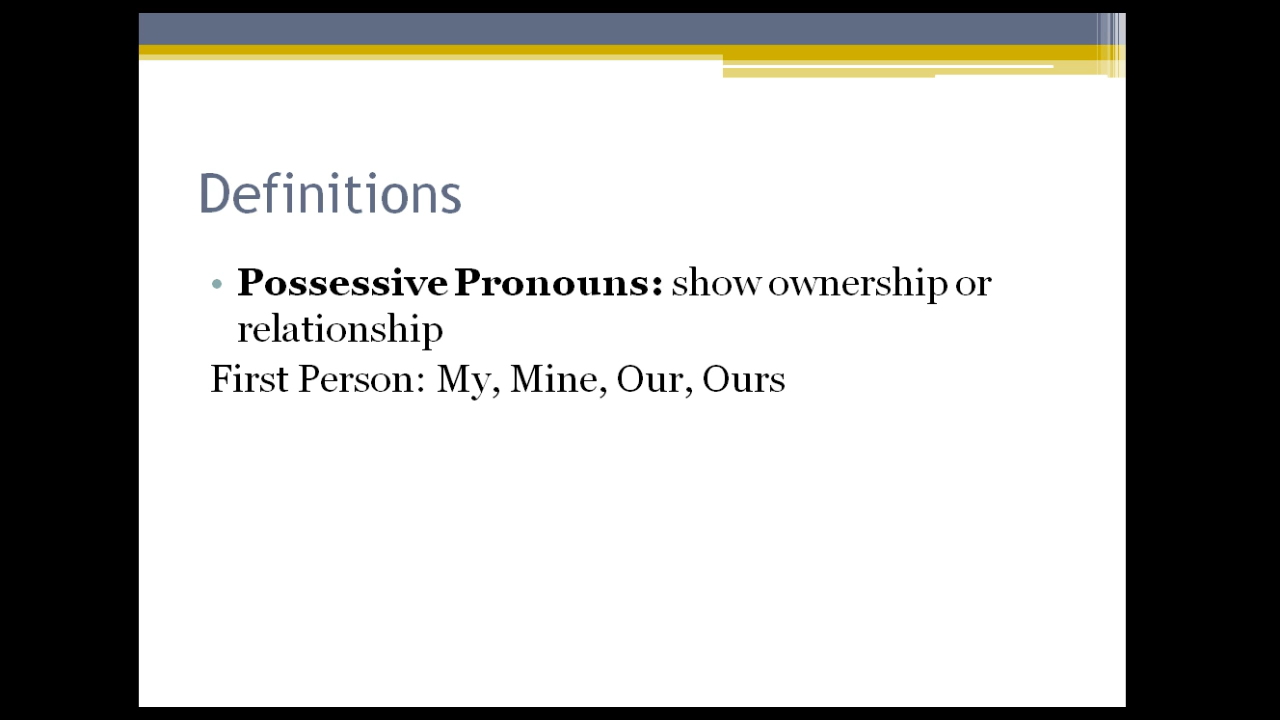 Definitions
• Possessive Pronouns: show ownership or
relationship
First Person: My, Mine, Our, Ours